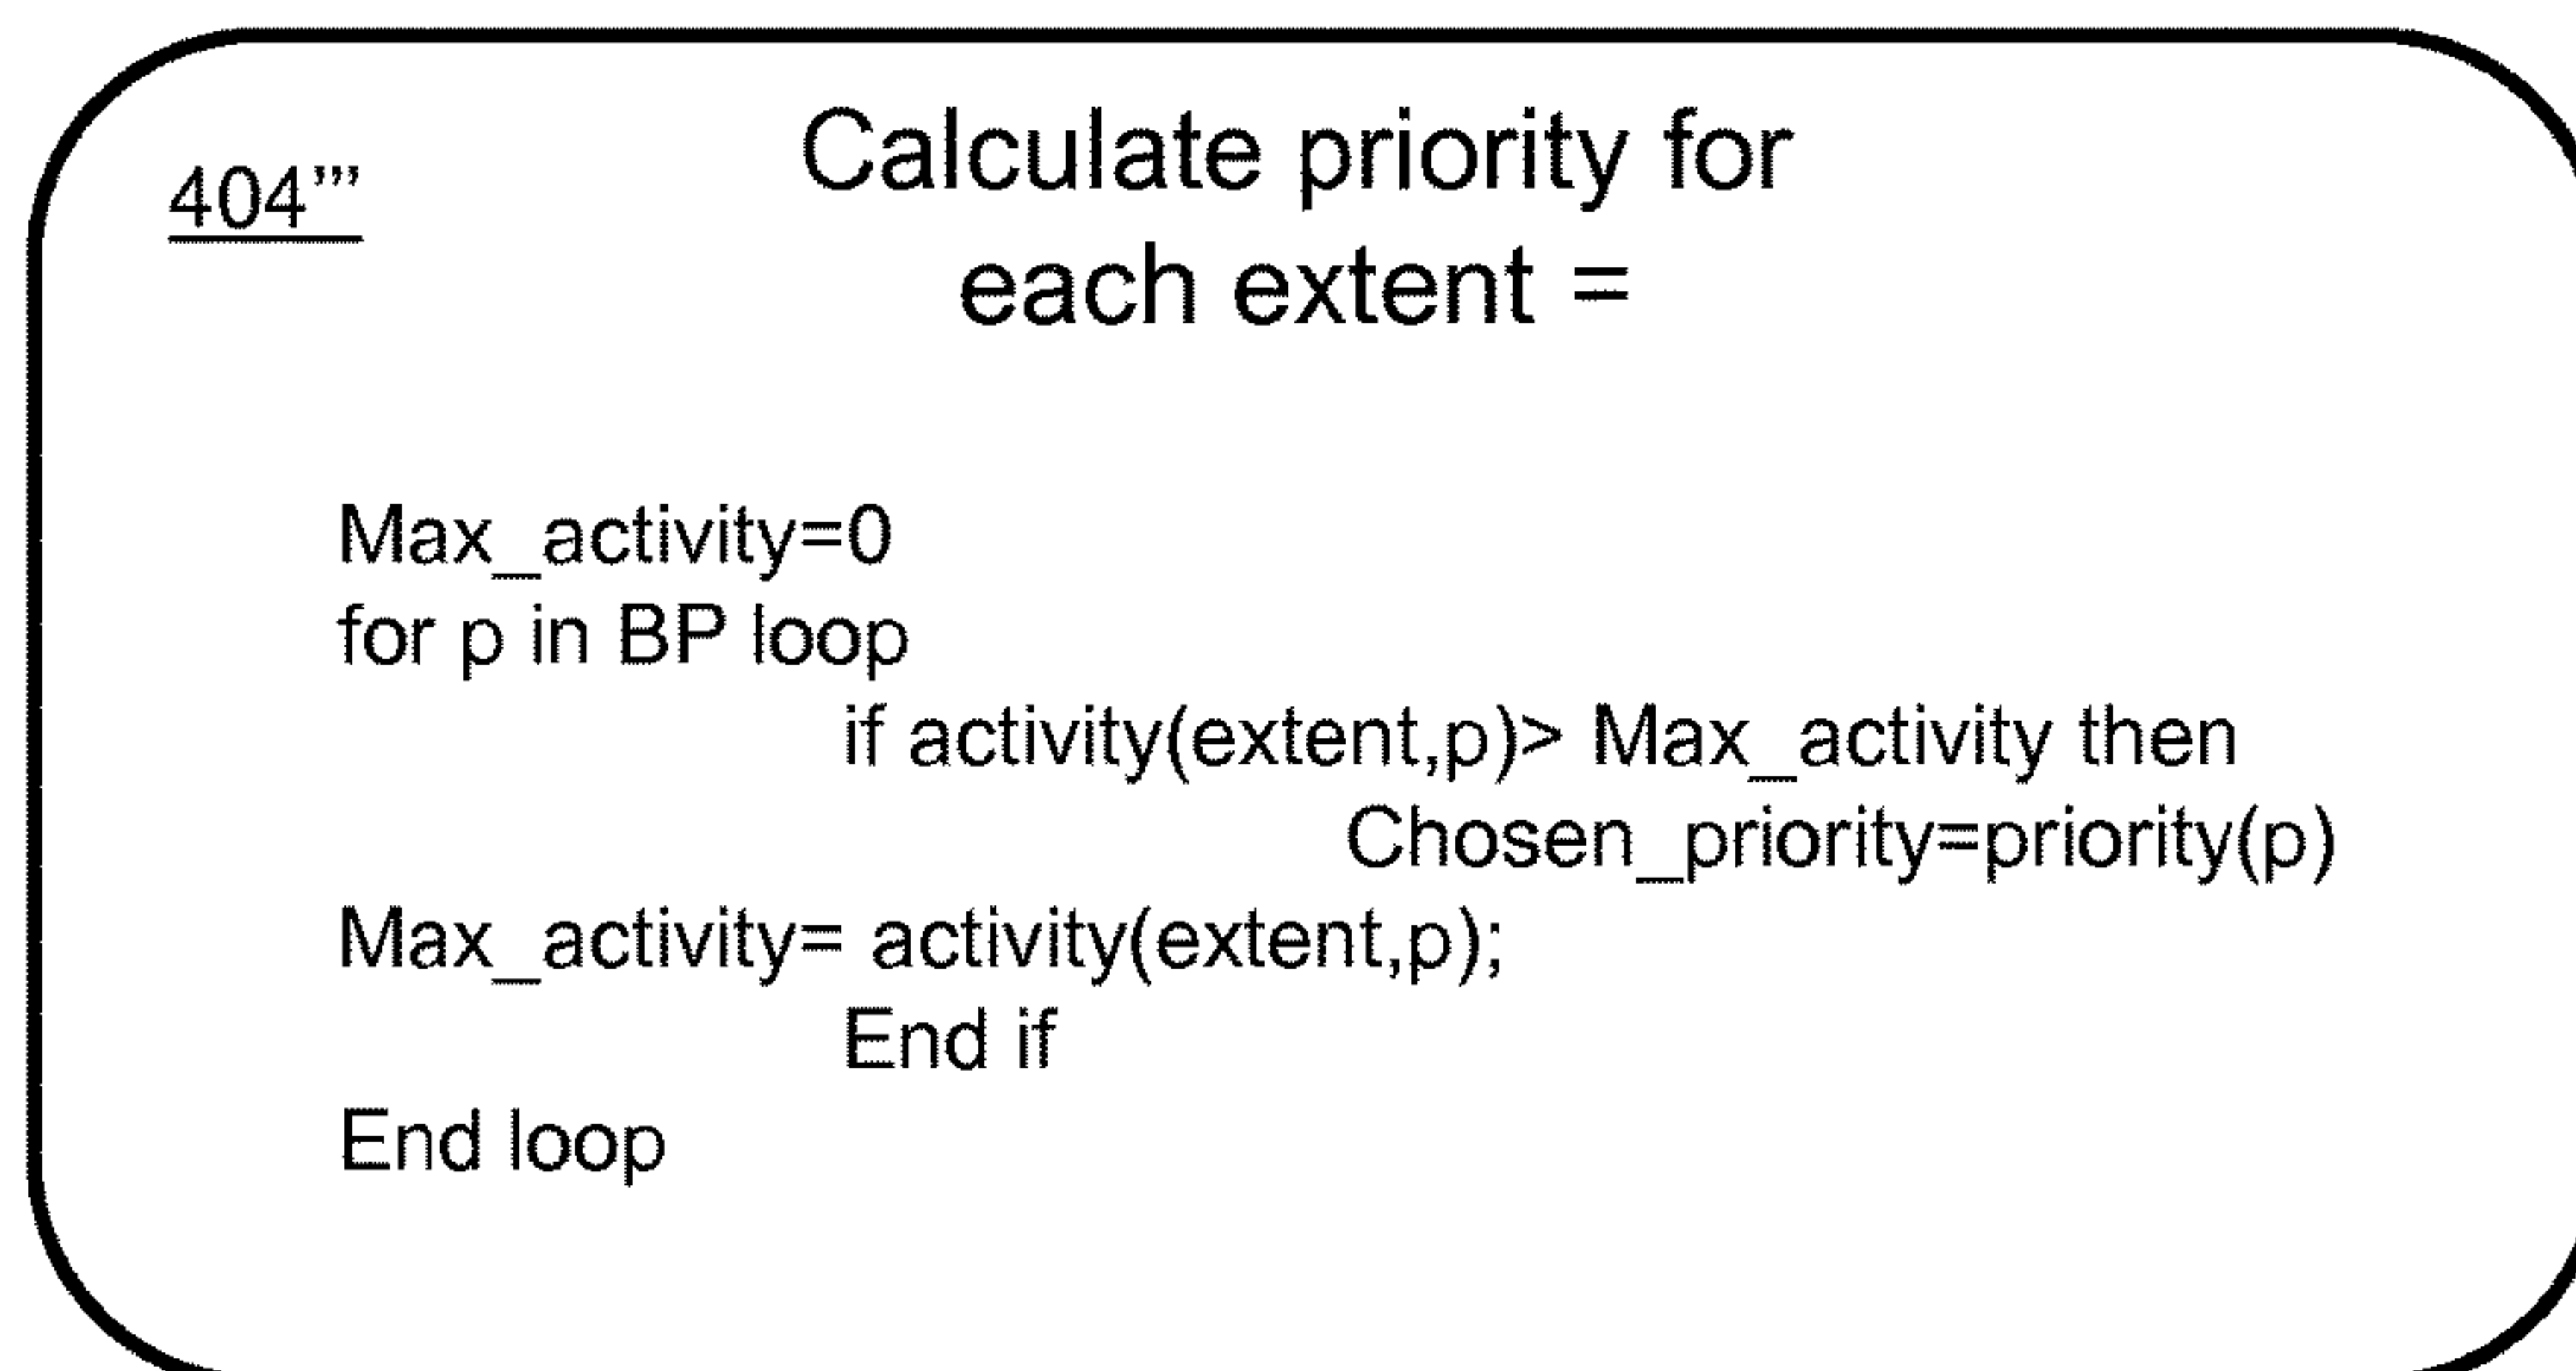 404’’’
Calculate priority for
each extent =
Max_activity=0
for p in BP loop
if activity(extent,p)> Max_activity then
Chosen_priority=priority(p)
Max_activity= activity(extent,p);
End if
End loop